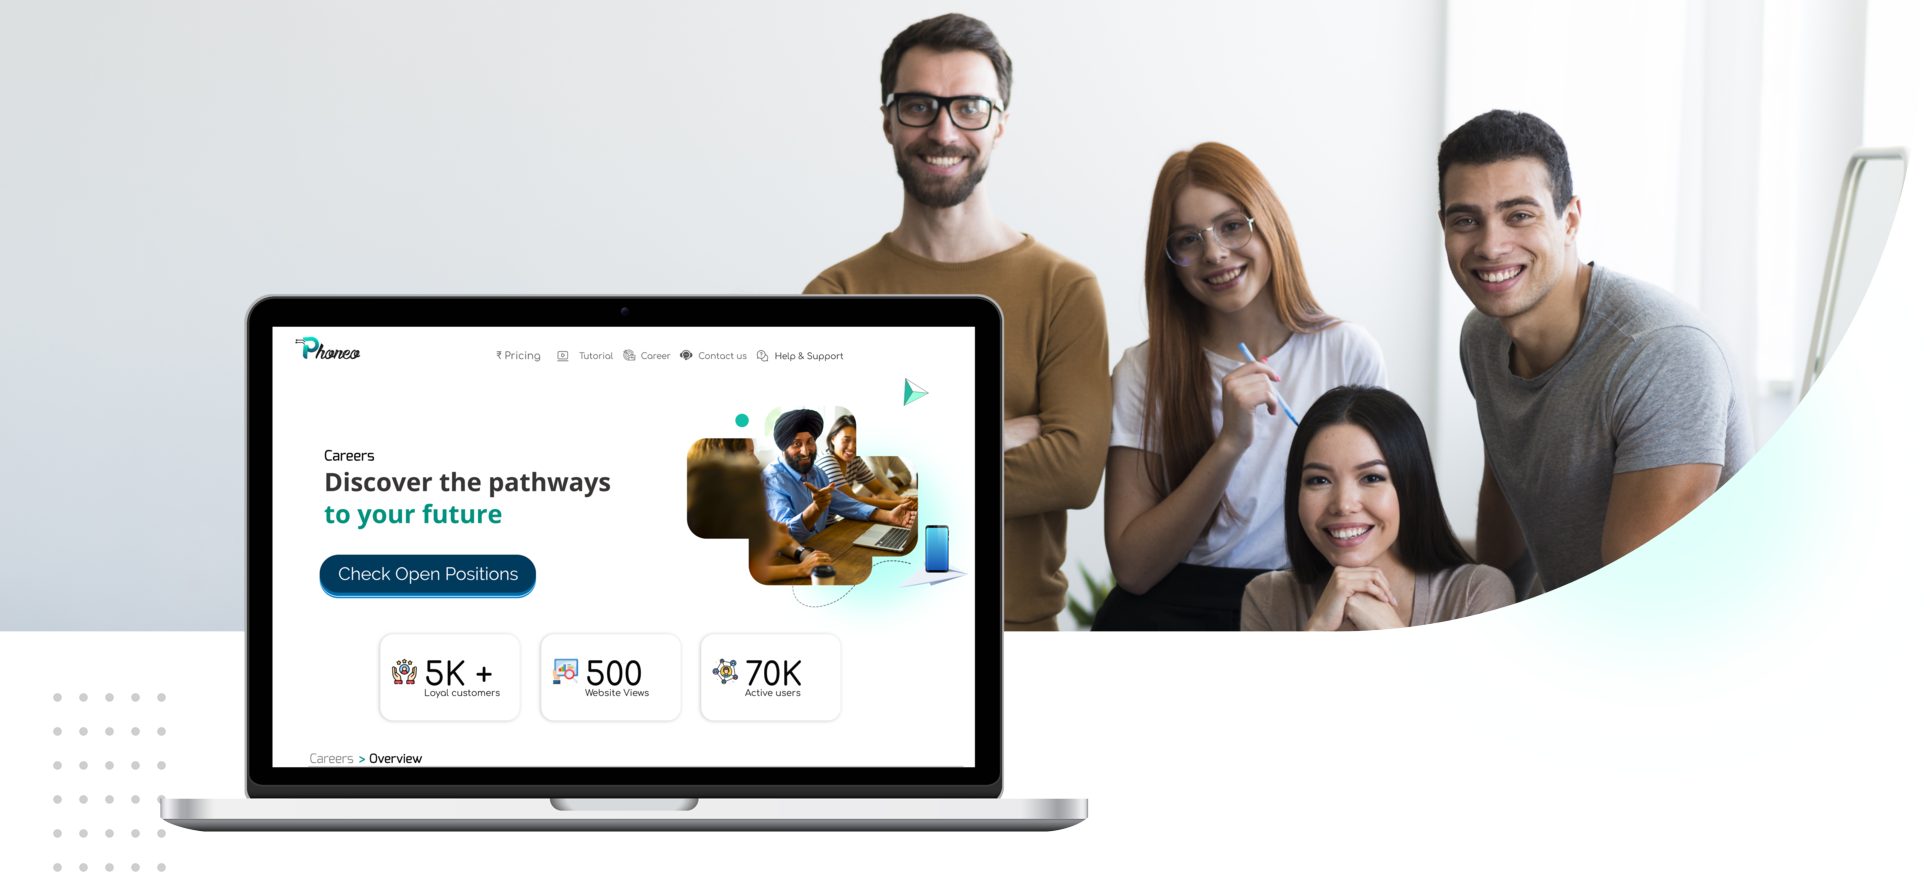 Phoneo
₹ Pricing Tutorial Career Contact us Help & Support
Careers
Discover the pathways
to your future
Check Open Positions
5K +
Loyal customers
500
Website Views
70K
Active users
Careers > Overview